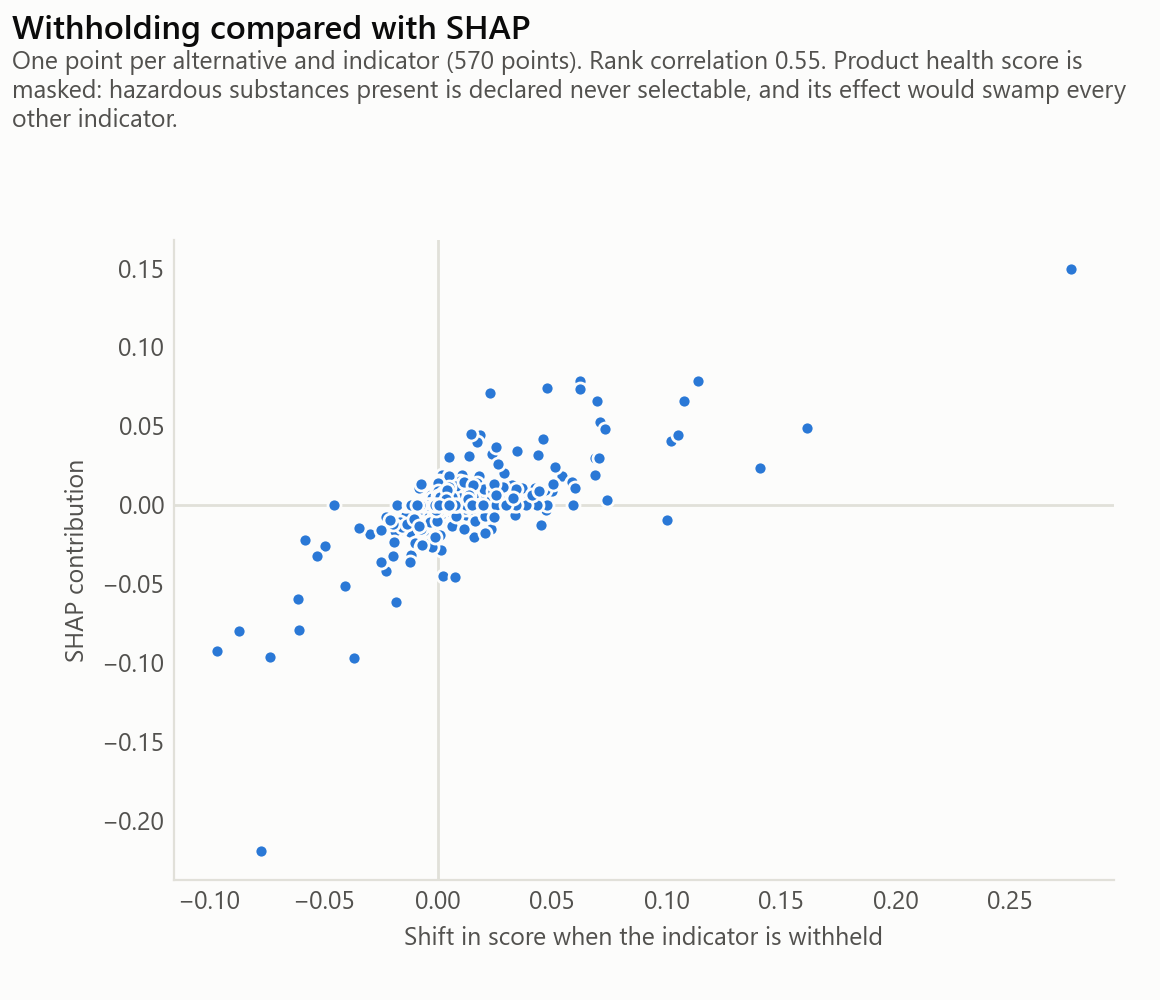 Withholding compared with SHAP
One point per alternative and indicator (570 points). Rank correlation 0.55. Product health score is
masked: hazardous substances present is declared never selectable, and its effect would swamp every
other indicator.
0.15
0.10
0.05
0.00
−0.05
−0.10
−0.15
−0.20
SHAP contribution
−0.10 −0.05 0.00 0.05 0.10 0.15 0.20 0.25
Shift in score when the indicator is withheld